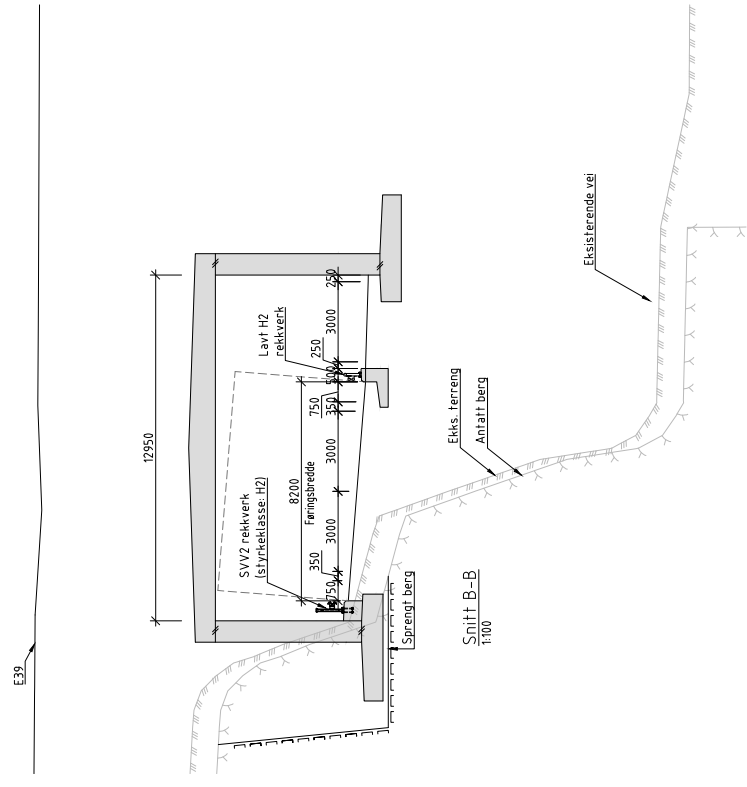 E39
12950
SVV2 rekkverk
(styrkeklasse: H2)
8200
Føringsbredde
Lavt H2
rekkverk
750
350
3000
3000
350
750
500
250
3000
250
Sprengt berg
Ekks. terreng
Antatt berg
Eksisterende vei
Snitt B-B
1:100